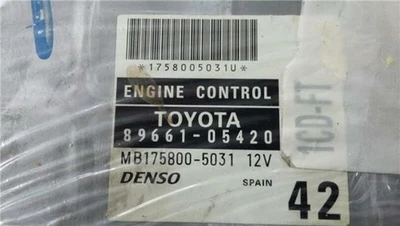 *1758005031U*
ENGINE CONTROL
TOYOTA
89661-05420
MB175800-5031 12V
DENSO SPAIN 42
1CD-FT